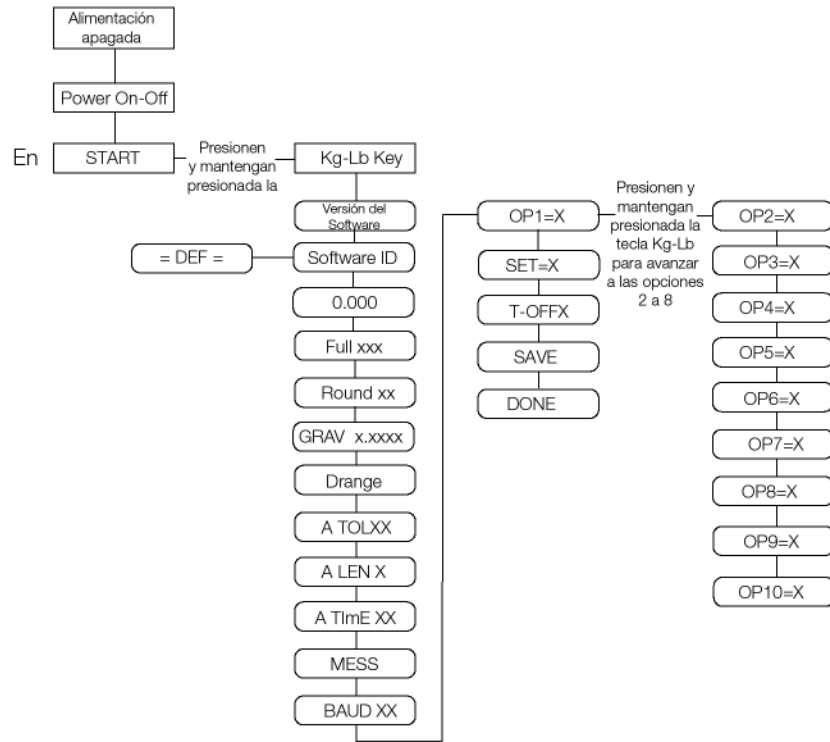 Alimentación
apagada
Power On-Off
En
START
Presionen
y mantengan
presionada la
Kg-Lb Key
Versión del
Software
= DEF =
Software ID
0.000
Full xxx
Round xx
GRAV x.xxxx
Drange
A TOLXX
A LEN X
A TImE XX
MESS
BAUD XX
OP1=X
SET=X
T-OFFX
SAVE
DONE
Presionen y
mantengan
presionada la
tecla Kg-Lb
para avanzar
a las opciones
2 a 8
OP2=X
OP3=X
OP4=X
OP5=X
OP6=X
OP7=X
OP8=X
OP9=X
OP10=X